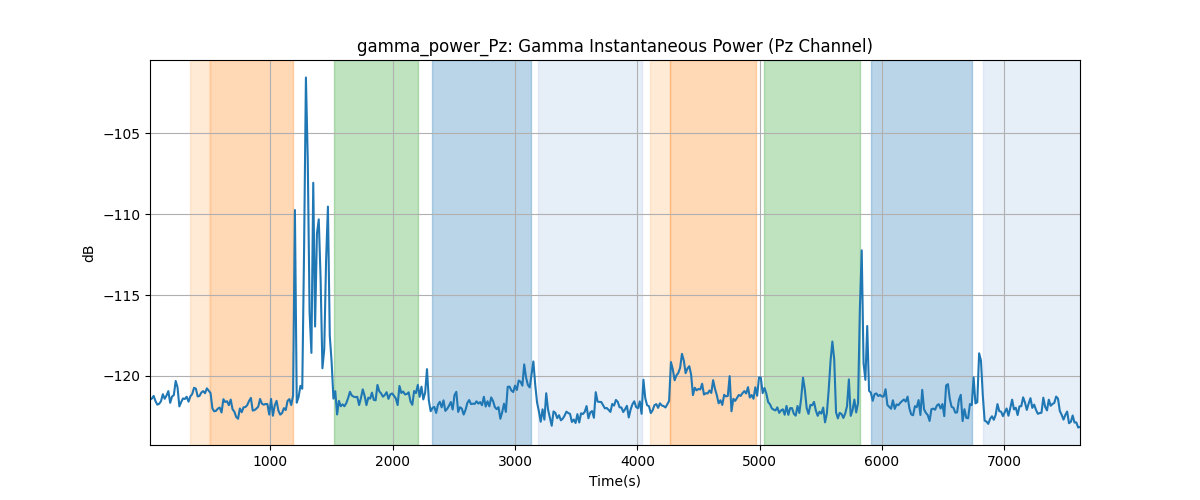 gamma_power_Pz: Gamma Instantaneous Power (Pz Channel)
dB
−105
−110
−115
−120
1000 2000 3000 4000 5000 6000 7000
Time(s)